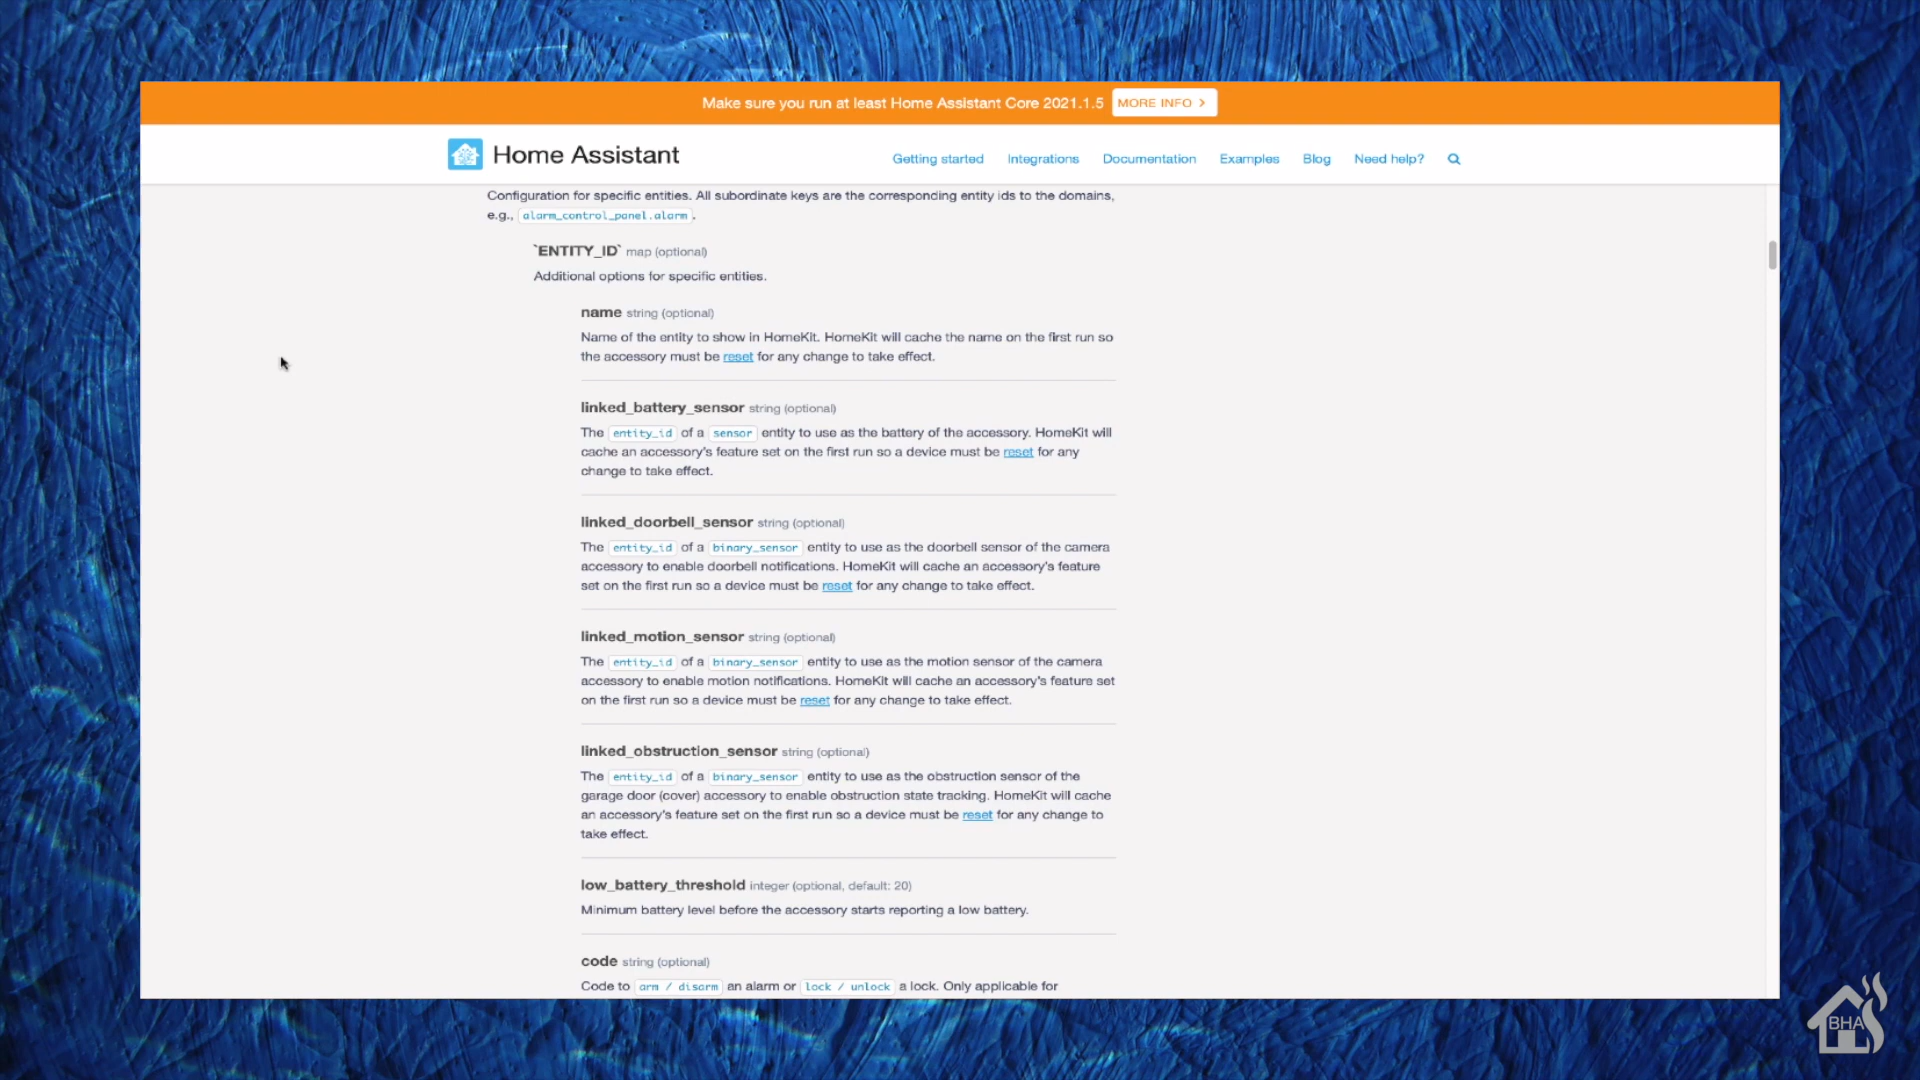 Make sure you run at least Home Assistant Core 2021.1.5 MORE INFO >
Home Assistant
Getting started Integrations Documentation Examples Blog Need help?
Configuration for specific entities. All subordinate keys are the corresponding entity ids to the domains,
e.g., alarm_control_panel.alarm.
`ENTITY_ID` map (optional)
Additional options for specific entities.
name string (optional)
Name of the entity to show in HomeKit. HomeKit will cache the name on the first run so
the accessory must be reset for any change to take effect.
linked_battery_sensor string (optional)
The entity_id of a sensor entity to use as the battery of the accessory. HomeKit will
cache an accessory's feature set on the first run so a device must be reset for any
change to take effect.
linked_doorbell_sensor string (optional)
The entity_id of a binary_sensor entity to use as the doorbell sensor of the camera
accessory to enable doorbell notifications. HomeKit will cache an accessory's feature
set on the first run so a device must be reset for any change to take effect.
linked_motion_sensor string (optional)
The entity_id of a binary_sensor entity to use as the motion sensor of the camera
accessory to enable motion notifications. HomeKit will cache an accessory's feature set
on the first run so a device must be reset for any change to take effect.
linked_obstruction_sensor string (optional)
The entity_id of a binary_sensor entity to use as the obstruction sensor of the
garage door (cover) accessory to enable obstruction state tracking. HomeKit will cache
an accessory's feature set on the first run so a device must be reset for any change to
take effect.
low_battery_threshold integer (optional, default: 20)
Minimum battery level before the accessory starts reporting a low battery.
code string (optional)
Code to arm / disarm an alarm or lock / unlock a lock. Only applicable for
BHA